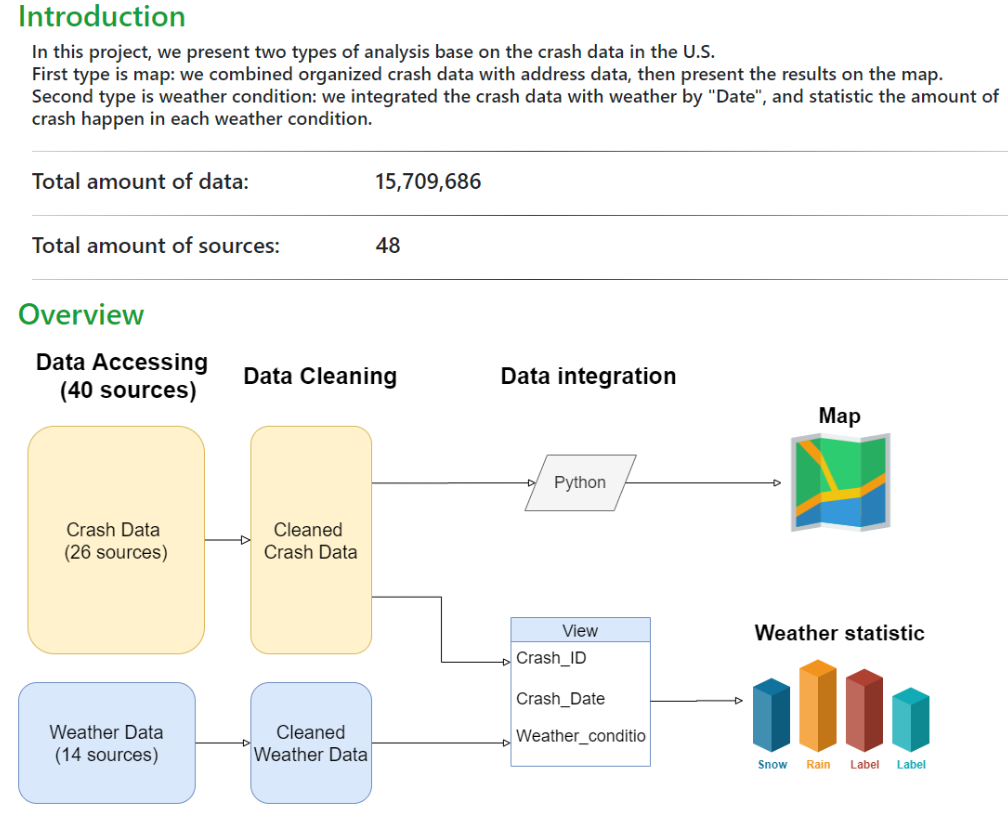 Introduction
In this project, we present two types of analysis base on the crash data in the U.S.
First type is map: we combined organized crash data with address data, then present the results on the map.
Second type is weather condition: we integrated the crash data with weather by "Date", and statistic the amount of
crash happen in each weather condition.
Total amount of data: 15,709,686
Total amount of sources: 48
Overview
Data Accessing
(40 sources)
Data Cleaning
Data integration
Map
Crash Data
(26 sources)
Cleaned
Crash Data
Python
View
Crash_ID
Crash_Date
Weather_conditio
Weather statistic
Snow Rain Label Label
Weather Data
(14 sources)
Cleaned
Weather Data